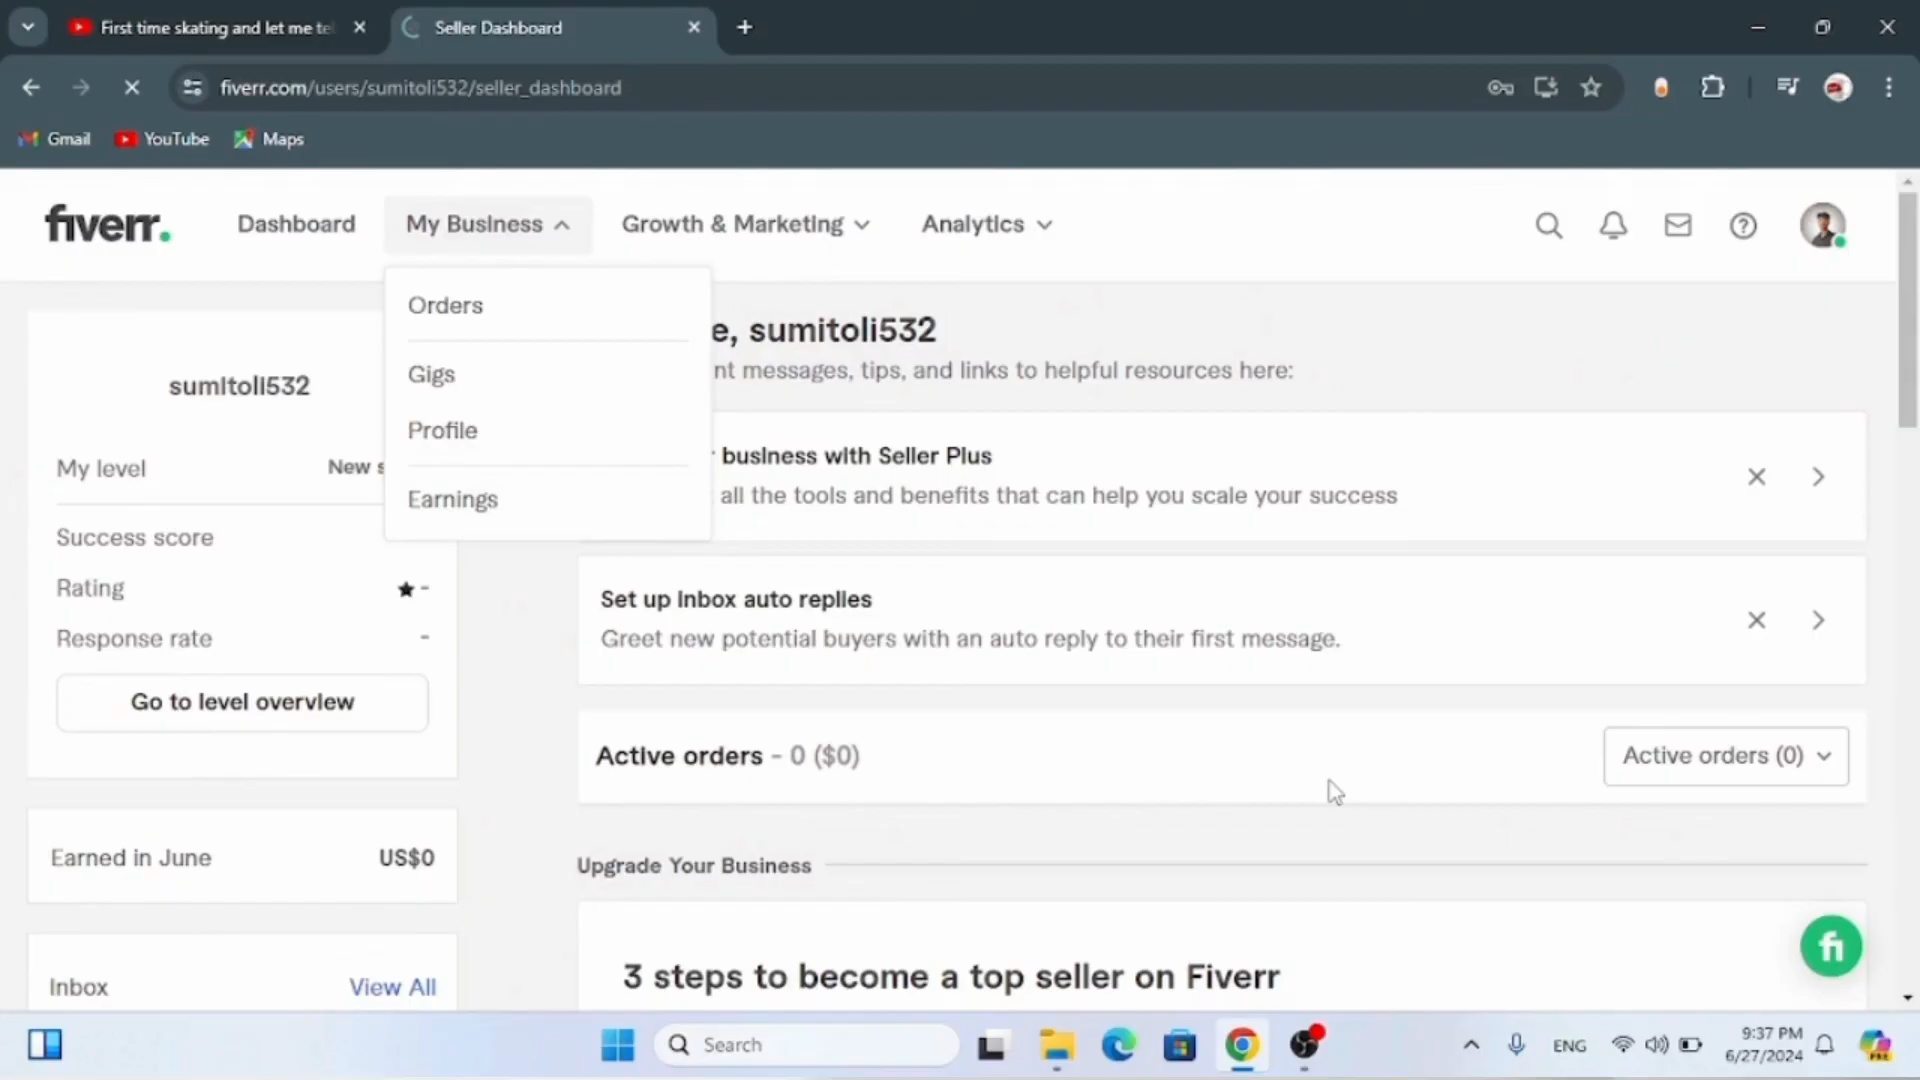 First time skating and let me te
Seller Dashboard
fiverr.com/users/sumitoli532/seller_dashboard
Gmail
YouTube
Maps
fiverr.
Dashboard
My Business
Growth & Marketing
Analytics
Orders
Gigs
Profile
Earnings
e, sumitoli532
nt messages, tips, and links to helpful resources here:
sumitoli532
My level
New s
Success score
Rating
★ -
Response rate
-
Go to level overview
business with Seller Plus
all the tools and benefits that can help you scale your success
Set up Inbox auto replies
Greet new potential buyers with an auto reply to their first message.
Active orders - 0 ($0)
Active orders (0)
Earned in June
US$0
Upgrade Your Business
Inbox
View All
3 steps to become a top seller on Fiverr
fi
Search
ENG
9:37 PM
6/27/2024
PRE